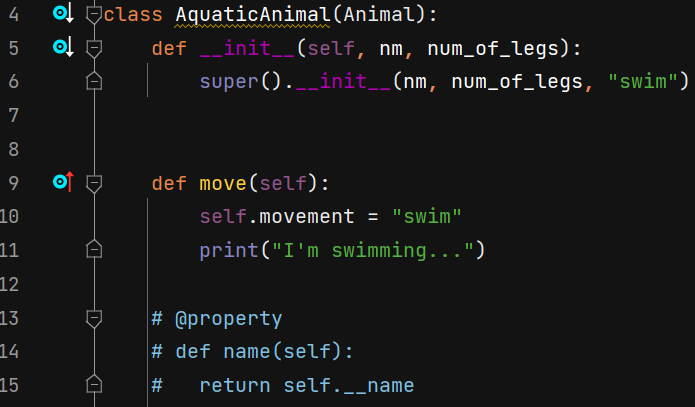 4 class AquaticAnimal(Animal):
5 def __init__(self, nm, num_of_legs):
6 super().__init__(nm, num_of_legs, "swim")
7
8
9 def move(self):
10 self.movement = "swim"
11 print("I'm swimming...")
12
13 # @property
14 # def name(self):
15 #   return self.__name